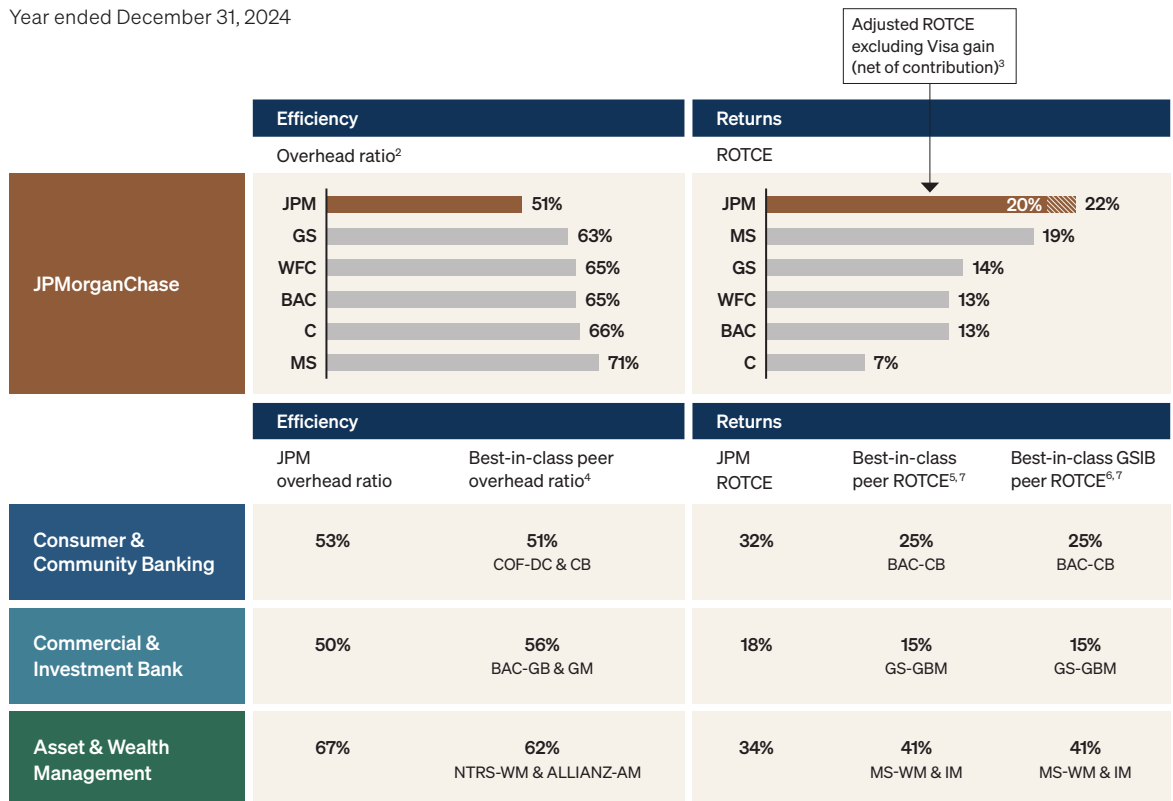 Year ended December 31, 2024
Adjusted ROTCE
excluding Visa gain
(net of contribution)³
Efficiency
Returns
Overhead ratio²
ROTCE
JPMorganChase
JPM 51%
GS 63%
WFC 65%
BAC 65%
C 66%
MS 71%
JPM 20% 22%
MS 19%
GS 14%
WFC 13%
BAC 13%
C 7%
Efficiency
Returns
JPM
overhead ratio
Best-in-class peer
overhead ratio⁴
JPM
ROTCE
Best-in-class
peer ROTCE⁵,⁷
Best-in-class GSIB
peer ROTCE⁶,⁷
Consumer &
Community Banking
53%
51%
COF-DC & CB
32%
25%
BAC-CB
25%
BAC-CB
Commercial &
Investment Bank
50%
56%
BAC-GB & GM
18%
15%
GS-GBM
15%
GS-GBM
Asset & Wealth
Management
67%
62%
NTRS-WM & ALLIANZ-AM
34%
41%
MS-WM & IM
41%
MS-WM & IM